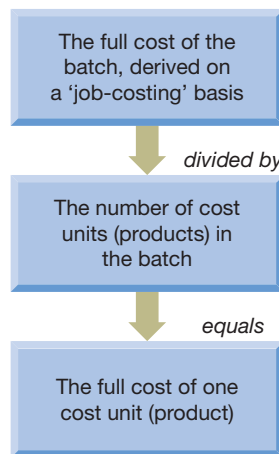 The full cost of the
batch, derived on
a ‘job-costing’ basis
divided by
The number of cost
units (products) in
the batch
equals
The full cost of one
cost unit (product)